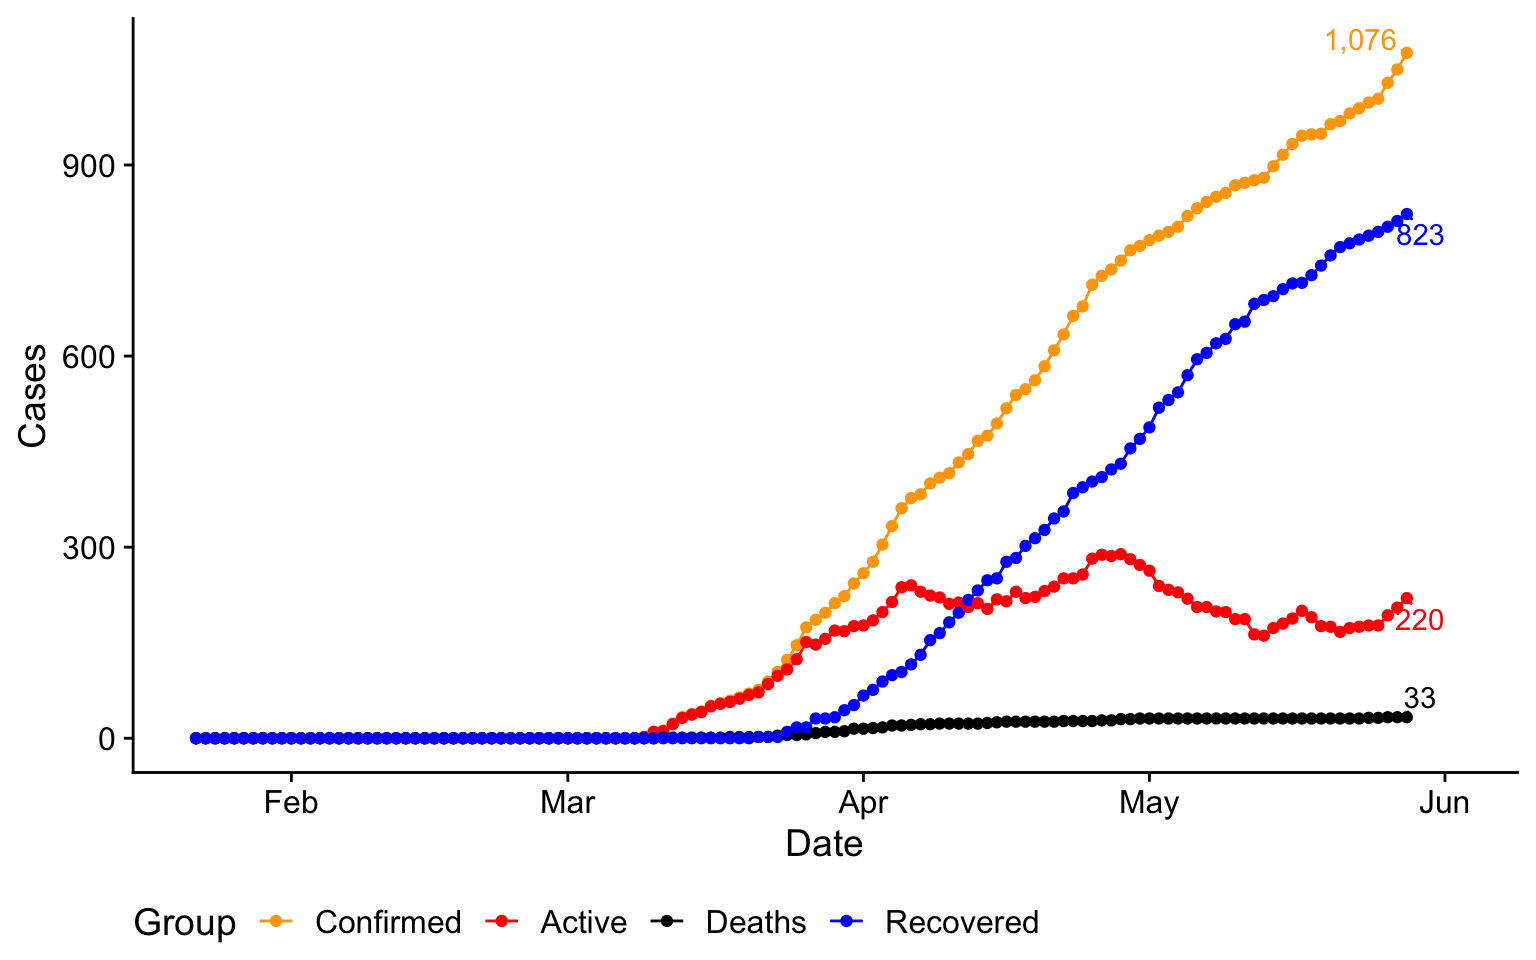 1,076
900
823
600
Cases
300
220
33
0
Feb Mar Apr May Jun
Date
Group Confirmed Active Deaths Recovered